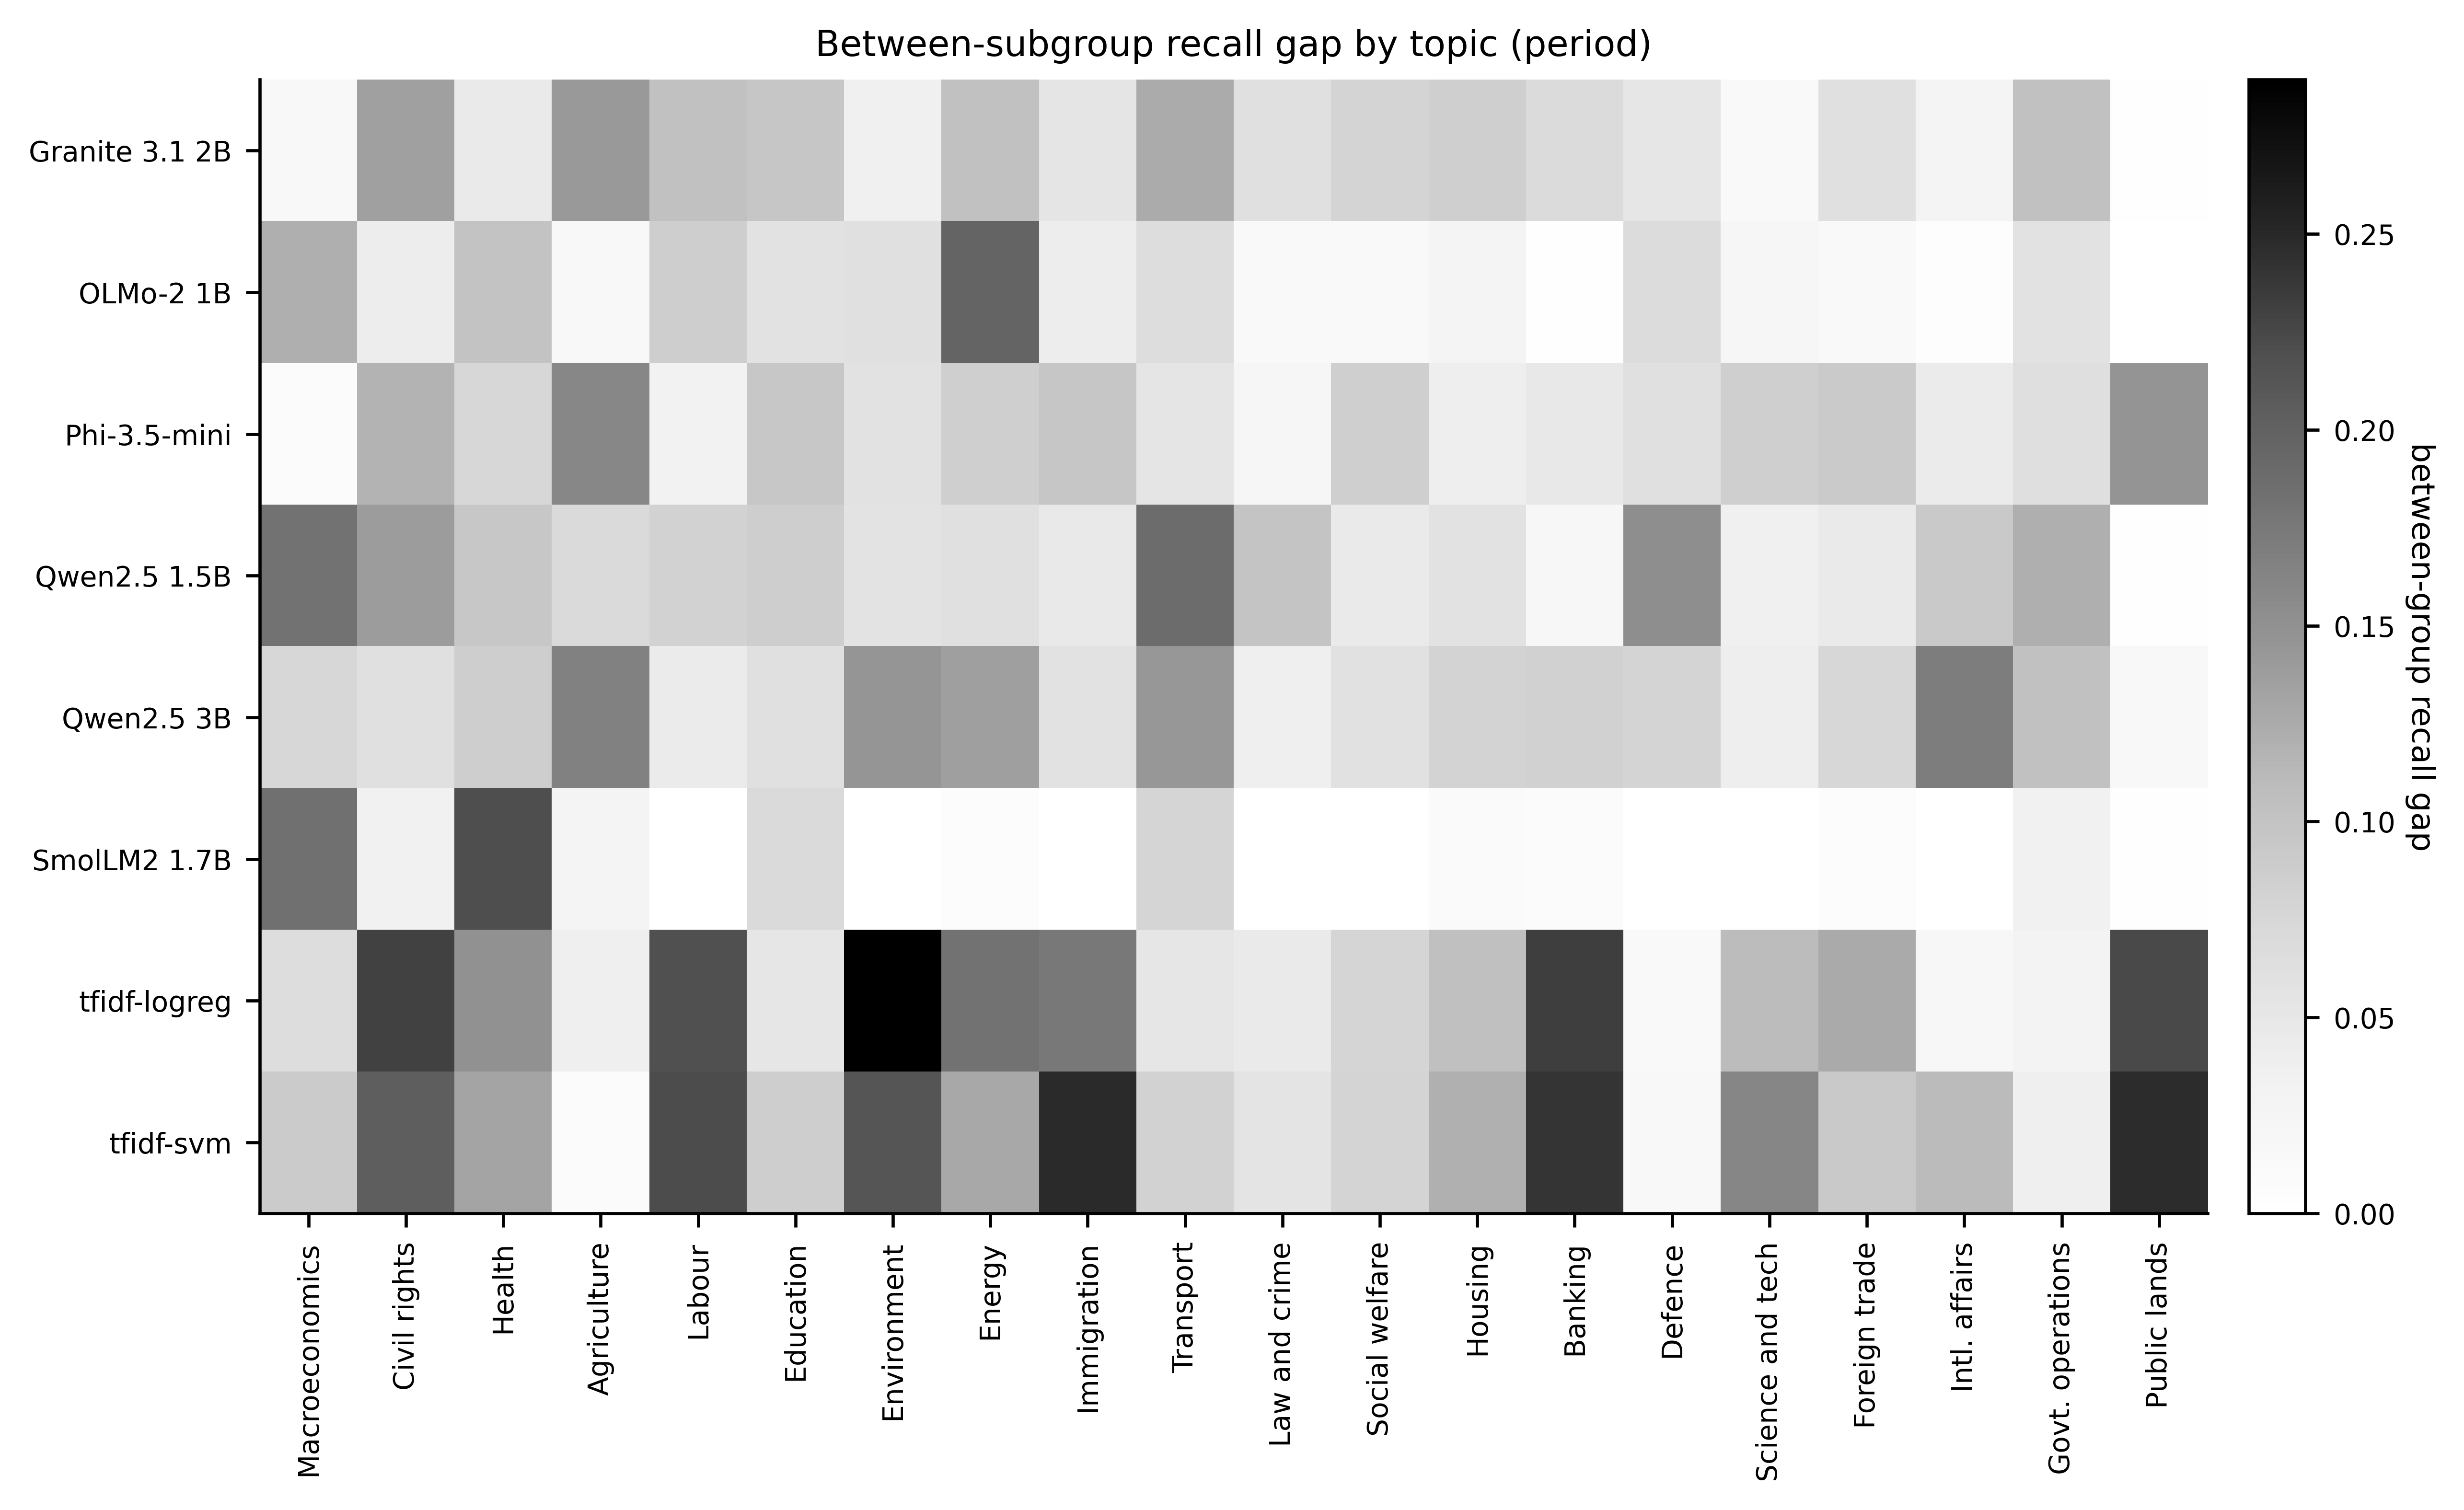 Between-subgroup recall gap by topic (period)
Granite 3.1 2B
OLMo-2 1B
Phi-3.5-mini
Qwen2.5 1.5B
Qwen2.5 3B
SmolLM2 1.7B
tfidf-logreg
tfidf-svm
Macroeconomics
Civil rights
Health
Agriculture
Labour
Education
Environment
Energy
Immigration
Transport
Law and crime
Social welfare
Housing
Banking
Defence
Science and tech
Foreign trade
Intl. affairs
Govt. operations
Public lands
0.25
0.20
0.15
0.10
0.05
0.00
between-group recall gap